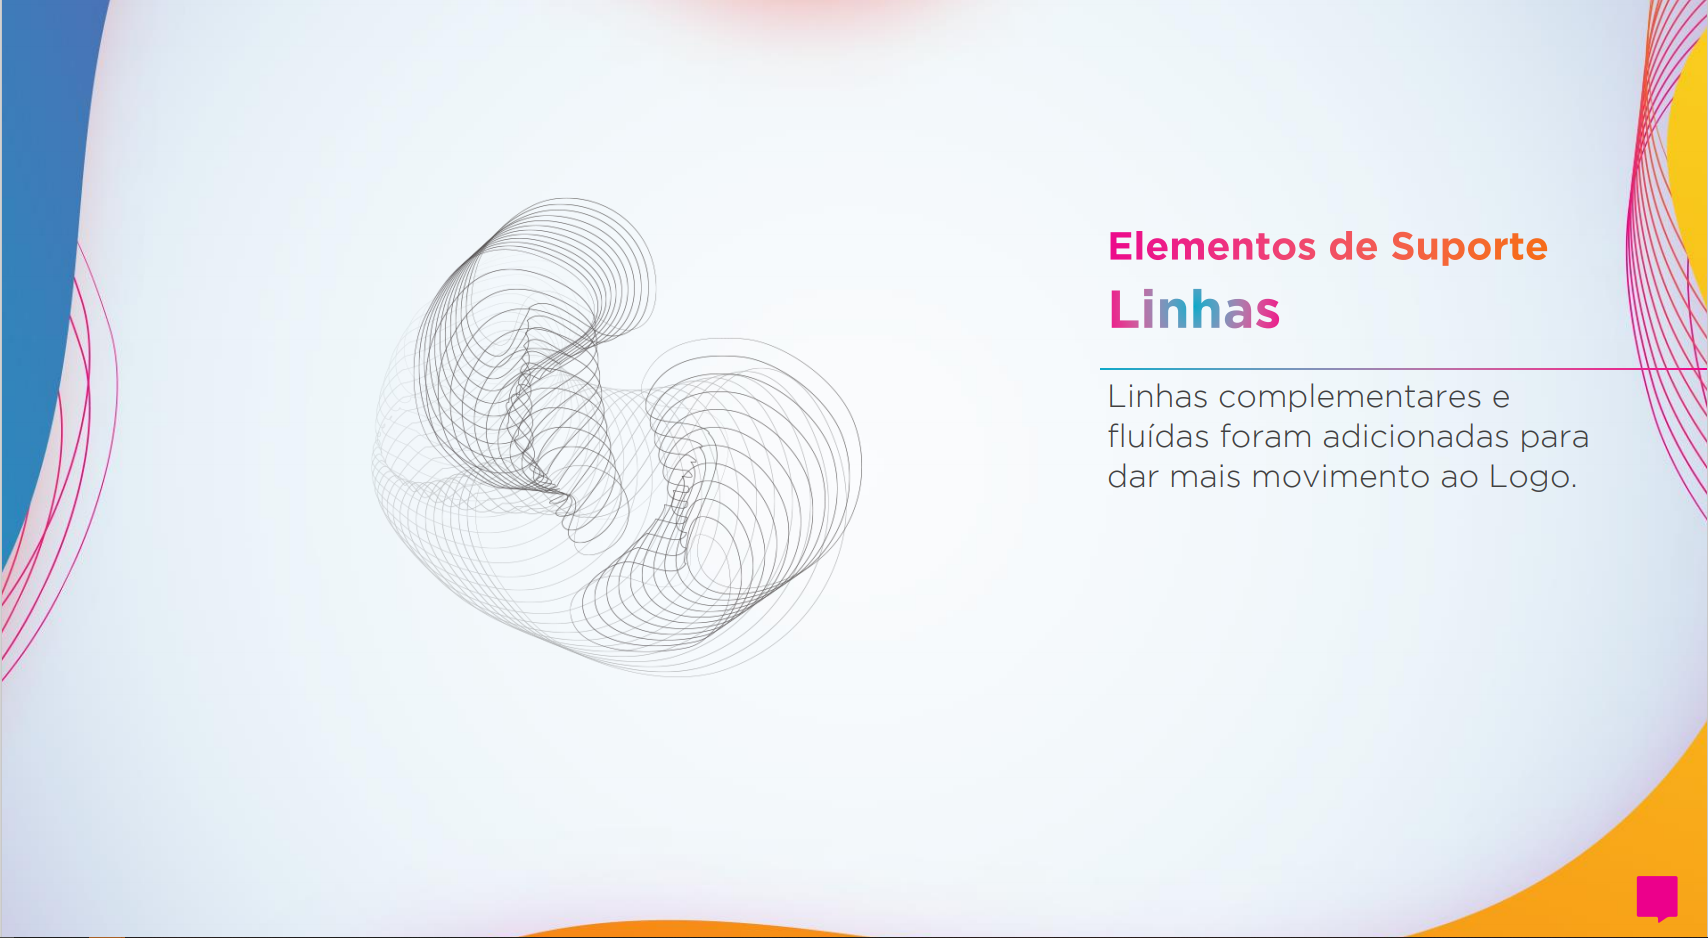 Elementos de Suporte
Linhas
Linhas complementares e
fluídas foram adicionadas para
dar mais movimento ao Logo.